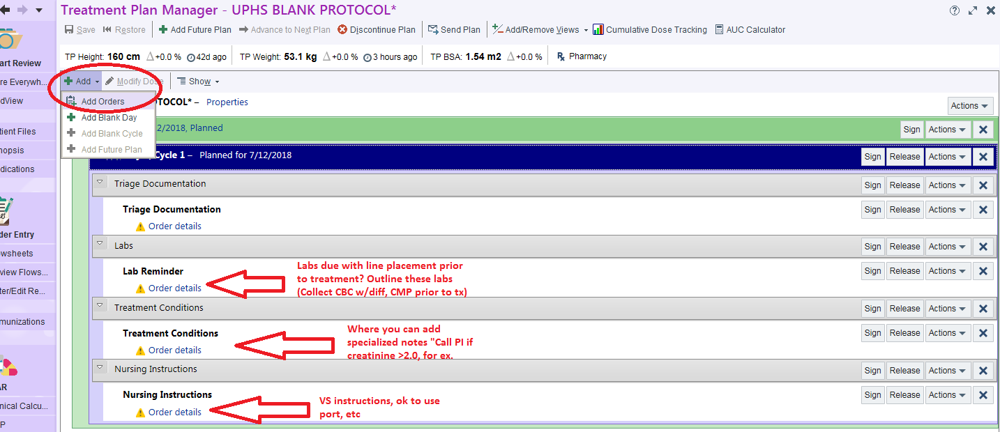 Treatment Plan Manager - UPHS BLANK PROTOCOL*
Save Restore Add Future Plan Advance to Next Plan Discontinue Plan Send Plan Add/Remove Views Cumulative Dose Tracking AUC Calculator
TP Height: 160 cm Δ+0.0 % 42d ago TP Weight: 53.1 kg Δ+0.0 % 3 hours ago TP BSA: 1.54 m2 Δ+0.0 % Rx Pharmacy
Add Modify Dose Show
Add Orders
Add Blank Day
Add Blank Cycle
Add Future Plan
OTOCOL* – Properties
Actions
2/2018, Planned
Sign Actions
Cycle 1 – Planned for 7/12/2018
Sign Release Actions
Triage Documentation
Sign Release Actions
Triage Documentation
Sign Release Actions
Order details
Labs
Sign Release Actions
Lab Reminder
Sign Release Actions
Order details
Labs due with line placement prior
to treatment? Outline these labs
(Collect CBC w/diff, CMP prior to tx)
Treatment Conditions
Sign Release Actions
Treatment Conditions
Sign Release Actions
Order details
Where you can add
specialized notes "Call PI if
creatinine >2.0, for ex.
Nursing Instructions
Sign Release Actions
Nursing Instructions
Sign Release Actions
Order details
VS instructions, ok to use
port, etc
art Review
re Everywh...
dView
tient Files
nopsis
dications
der Entry
owsheets
view Flows...
ter/Edit Re...
munizations
AR
nical Calcu...
P